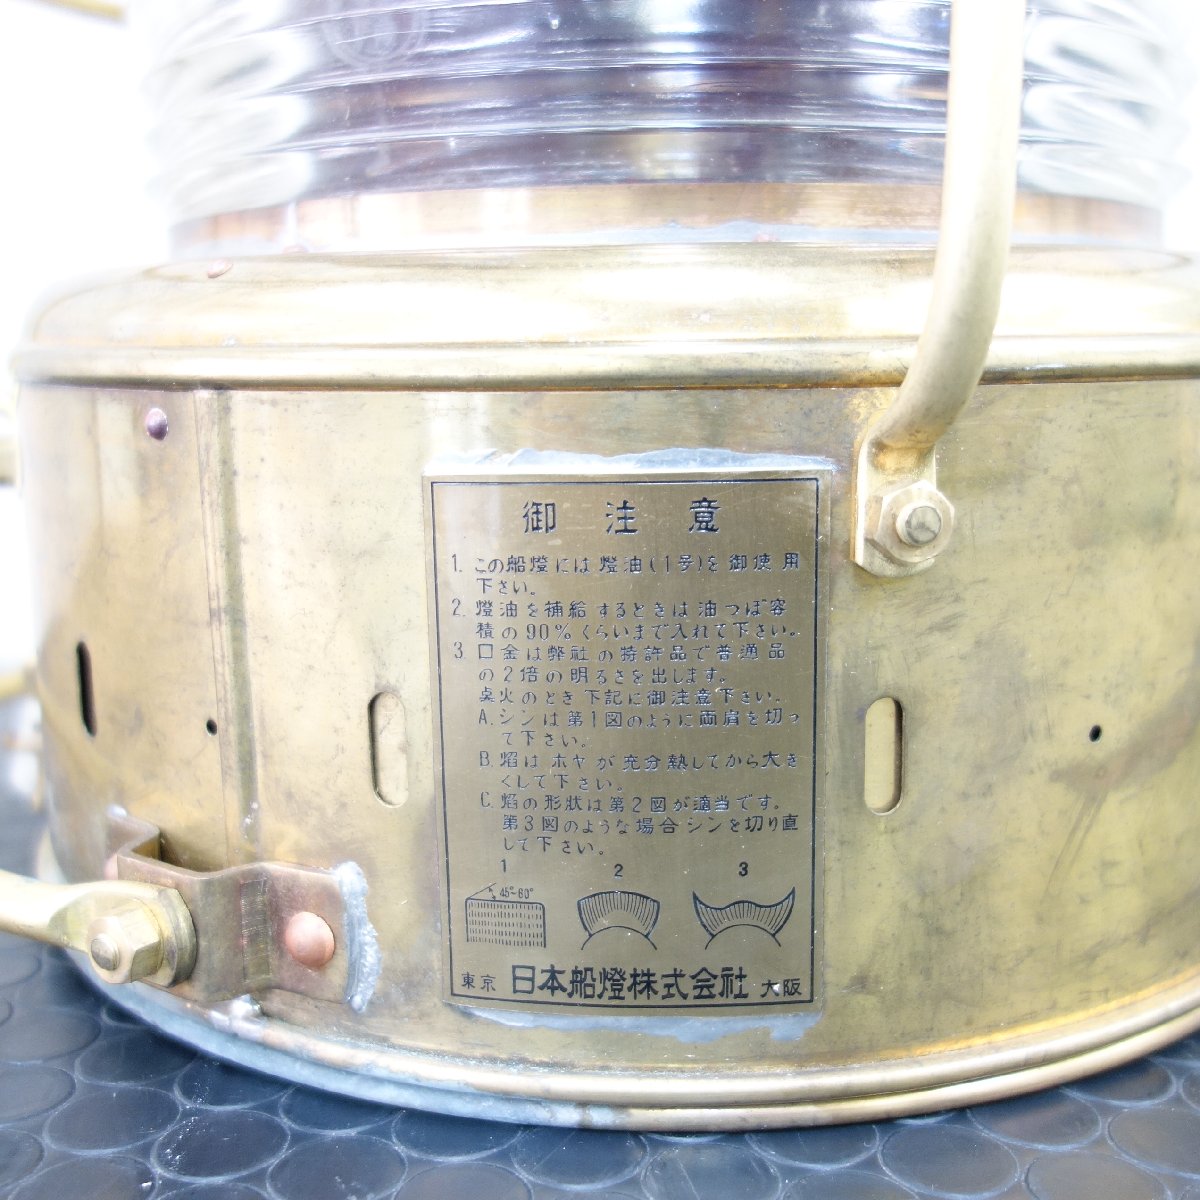 御注意
1. この船燈には燈油(1号)を御使用
下さい。
2. 燈油を補給するときは油つぼ容
積の90%くらいまで入れて下さい。
3. 口金は弊社の特許品で普通品
の2倍の明るさを出します。
点火のとき下記に御注意下さい。
A. シンは第1図のように両肩を切っ
て下さい。
B. 焰はホヤが充分熱してから大き
くして下さい。
C. 焰の形状は第2図が適当です。
第3図のような場合シンを切り直
して下さい。
1 2 3
45°~60°
東京 日本船燈株式会社 大阪